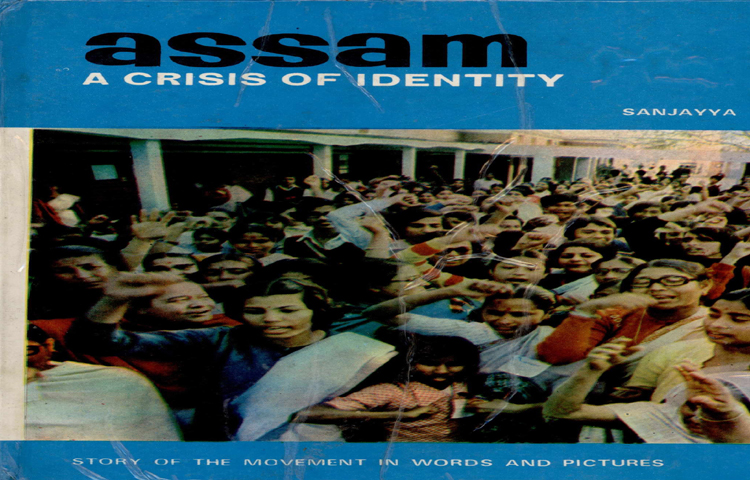 assam
A CRISIS OF IDENTITY
SANJAYYA
STORY OF THE MOVEMENT IN WORDS AND PICTURES